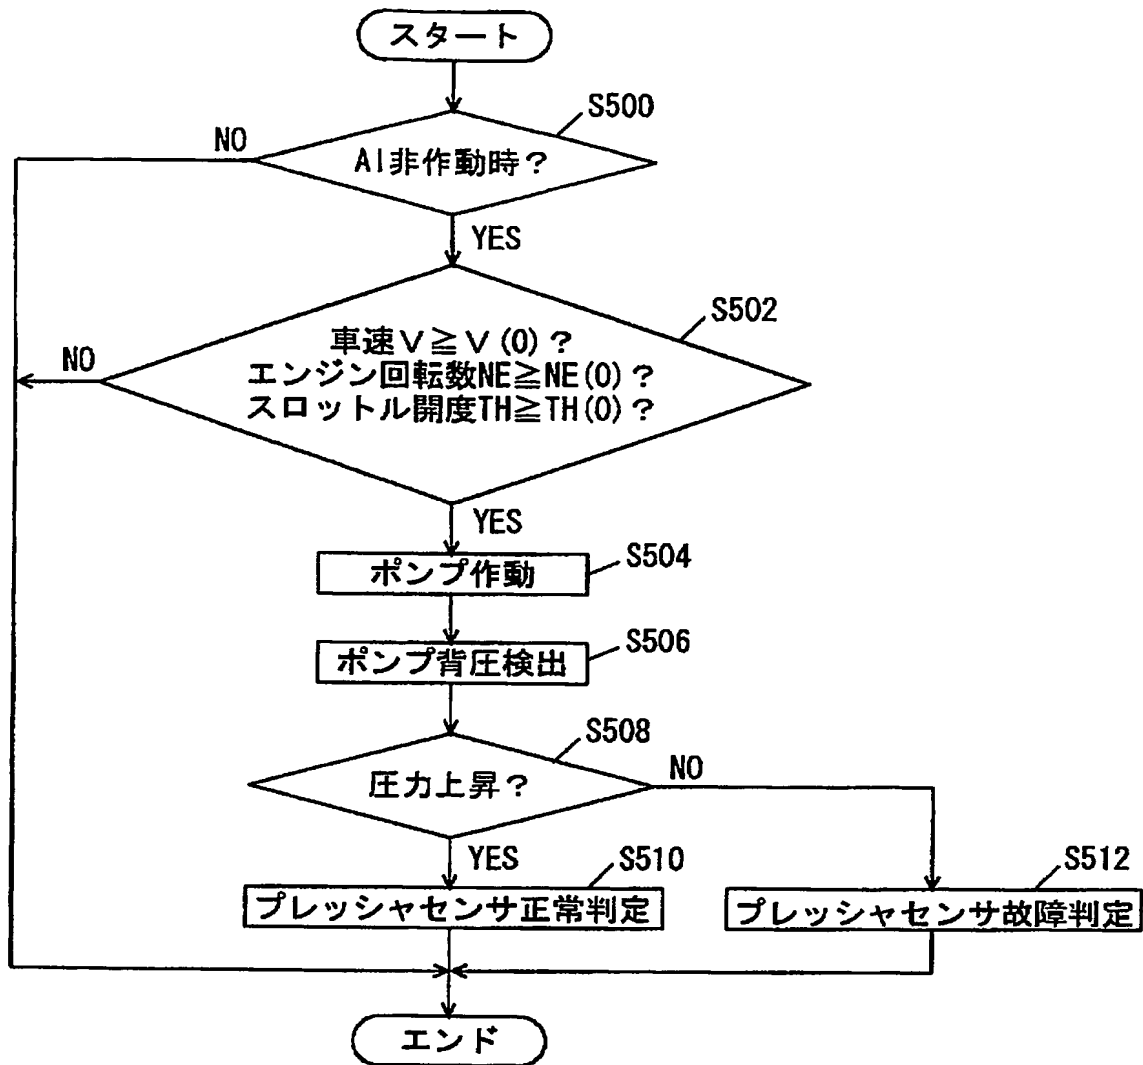 スタート
S500
NO
AI非作動時?
YES
S502
NO
車速V≧V(0)?
エンジン回転数NE≧NE(0)?
スロットル開度TH≧TH(0)?
YES
S504
ポンプ作動
S506
ポンプ背圧検出
S508
圧力上昇?
NO
YES
S510
プレッシャセンサ正常判定
S512
プレッシャセンサ故障判定
エンド